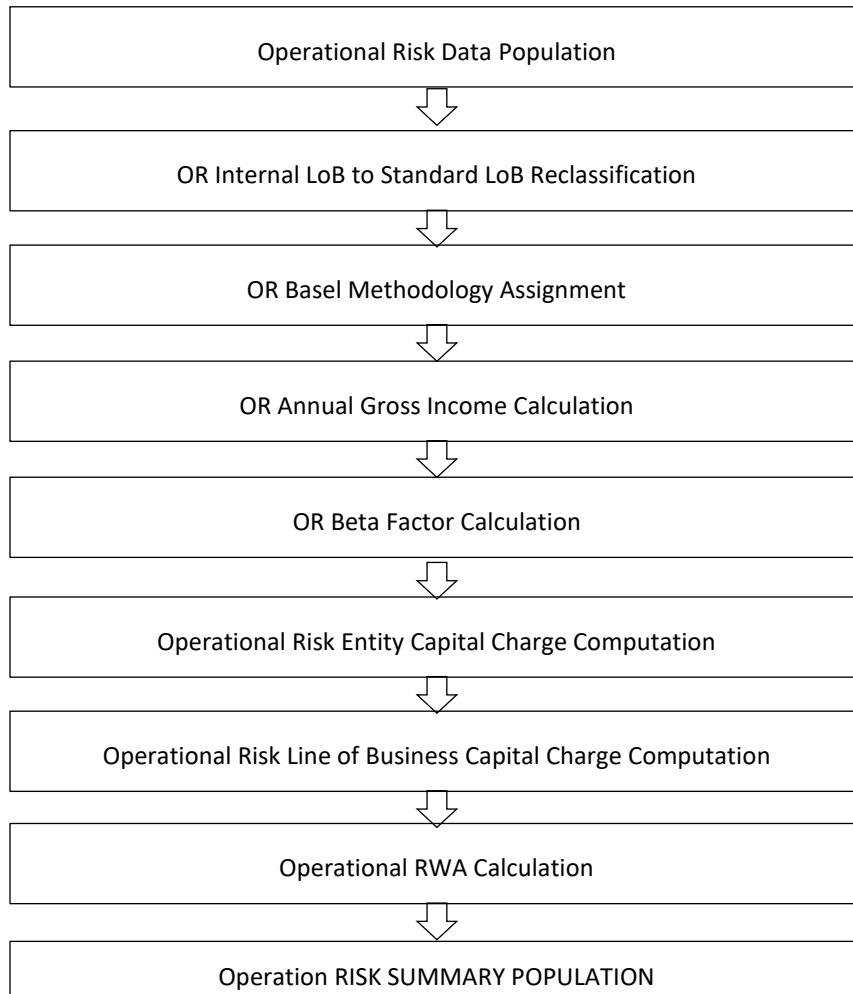 Operational Risk Data Population
OR Internal LoB to Standard LoB Reclassification
OR Basel Methodology Assignment
OR Annual Gross Income Calculation
OR Beta Factor Calculation
Operational Risk Entity Capital Charge Computation
Operational Risk Line of Business Capital Charge Computation
Operational RWA Calculation
Operation RISK SUMMARY POPULATION